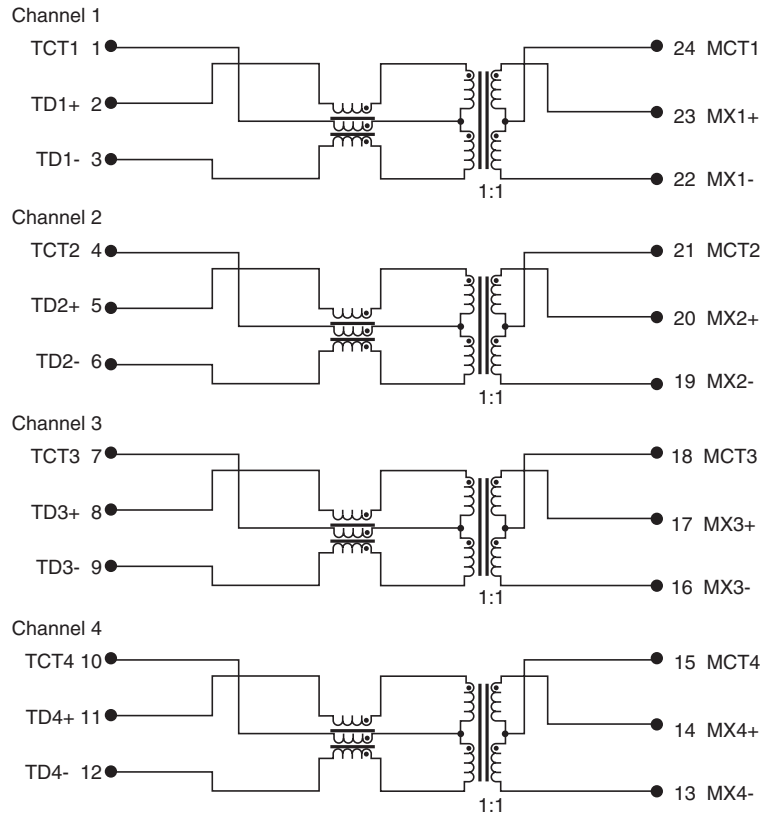 Channel 1
TCT1 1
24 MCT1
TD1+ 2
23 MX1+
TD1- 3
22 MX1-
1:1
Channel 2
TCT2 4
21 MCT2
TD2+ 5
20 MX2+
TD2- 6
19 MX2-
1:1
Channel 3
TCT3 7
18 MCT3
TD3+ 8
17 MX3+
TD3- 9
16 MX3-
1:1
Channel 4
TCT4 10
15 MCT4
TD4+ 11
14 MX4+
TD4- 12
13 MX4-
1:1